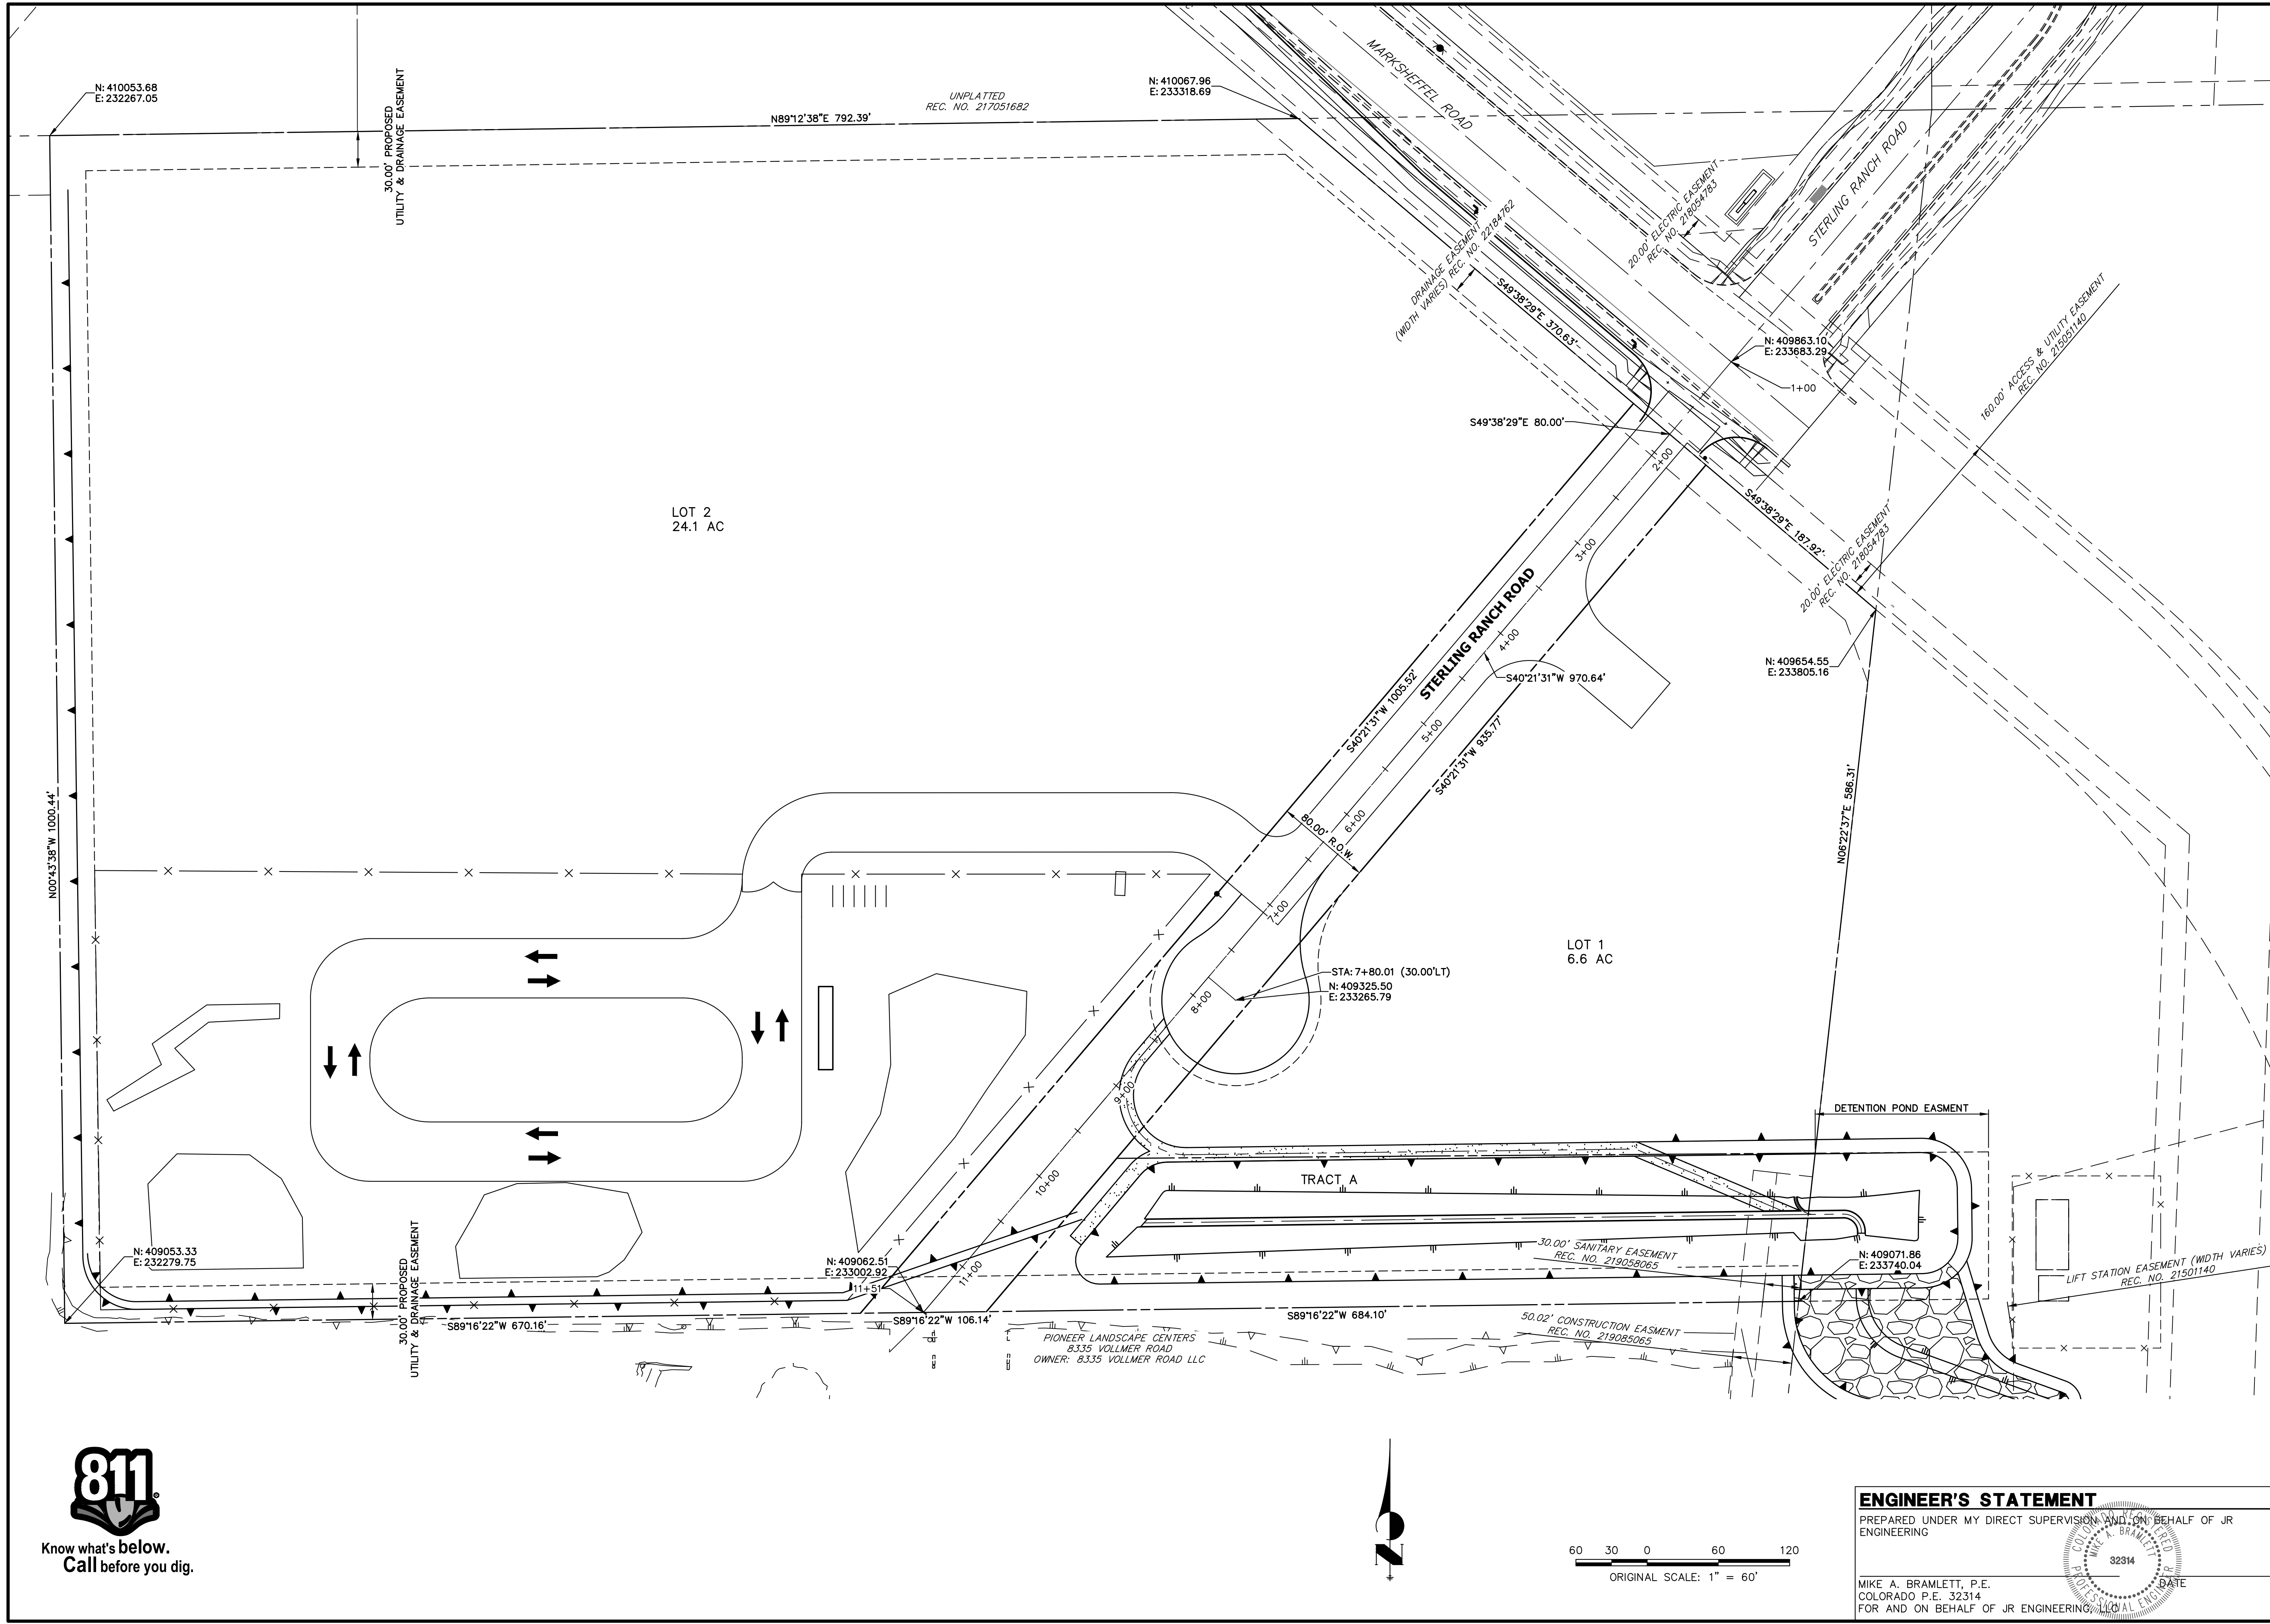 N: 410053.68
E: 232267.05
30.00' PROPOSED
UTILITY & DRAINAGE EASEMENT
N89°12'38"E 792.39'
UNPLATTED
REC. NO. 217051682
N: 410067.96
E: 233318.69
MARKSHEFFEL ROAD
STERLING RANCH ROAD
20.00' ELECTRIC EASEMENT
REC. NO. 218054783
DRAINAGE EASEMENT
(WIDTH VARIES) REC. NO. 22184762
S49°38'29"E 370.63'
N: 409863.10
E: 233683.29
1+00
160.00' ACCESS & UTILITY EASEMENT
REC. NO. 215051140
S49°38'29"E 80.00'
2+00
S49°38'29"E 187.92'
20.00' ELECTRIC EASEMENT
REC. NO. 218054783
LOT 2
24.1 AC
3+00
STERLING RANCH ROAD
4+00
N: 409654.55
E: 233805.16
S40°21'31"W 970.64'
S40°21'31"W 1005.52'
5+00
S40°21'31"W 935.77'
N00°43'38"W 1000.44'
N06°22'37"E 586.31'
80.00' R.O.W.
6+00
7+00
LOT 1
6.6 AC
STA: 7+80.01 (30.00'LT)
N: 409325.50
E: 233265.79
8+00
9+00
DETENTION POND EASMENT
10+00
TRACT A
N: 409053.33
E: 232279.75
30.00' PROPOSED
UTILITY & DRAINAGE EASEMENT
N: 409062.51
E: 233002.92
11+00
11+51
30.00' SANITARY EASEMENT
REC. NO. 219058065
N: 409071.86
E: 233740.04
LIFT STATION EASEMENT (WIDTH VARIES)
REC. NO. 21501140
S89°16'22"W 670.16'
S89°16'22"W 106.14'
S89°16'22"W 684.10'
50.02' CONSTRUCTION EASMENT
REC. NO. 219085065
PIONEER LANDSCAPE CENTERS
8335 VOLLMER ROAD
OWNER: 8335 VOLLMER ROAD LLC
811
Know what's below.
Call before you dig.
N
60 30 0 60 120
ORIGINAL SCALE: 1" = 60'
ENGINEER'S STATEMENT
PREPARED UNDER MY DIRECT SUPERVISION AND ON BEHALF OF JR
ENGINEERING
COLORADO REGISTERED
MIKE A. BRAMLETT
32314
PROFESSIONAL ENGINEER
MIKE A. BRAMLETT, P.E.
DATE
COLORADO P.E. 32314
FOR AND ON BEHALF OF JR ENGINEERING, LLC